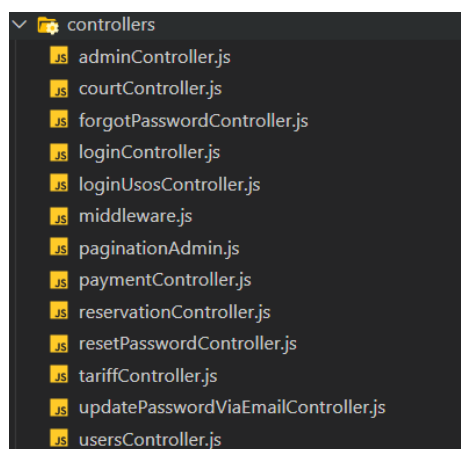 controllers
JS adminController.js
JS courtController.js
JS forgotPasswordController.js
JS loginController.js
JS loginUsosController.js
JS middleware.js
JS paginationAdmin.js
JS paymentController.js
JS reservationController.js
JS resetPasswordController.js
JS tariffController.js
JS updatePasswordViaEmailController.js
JS usersController.js